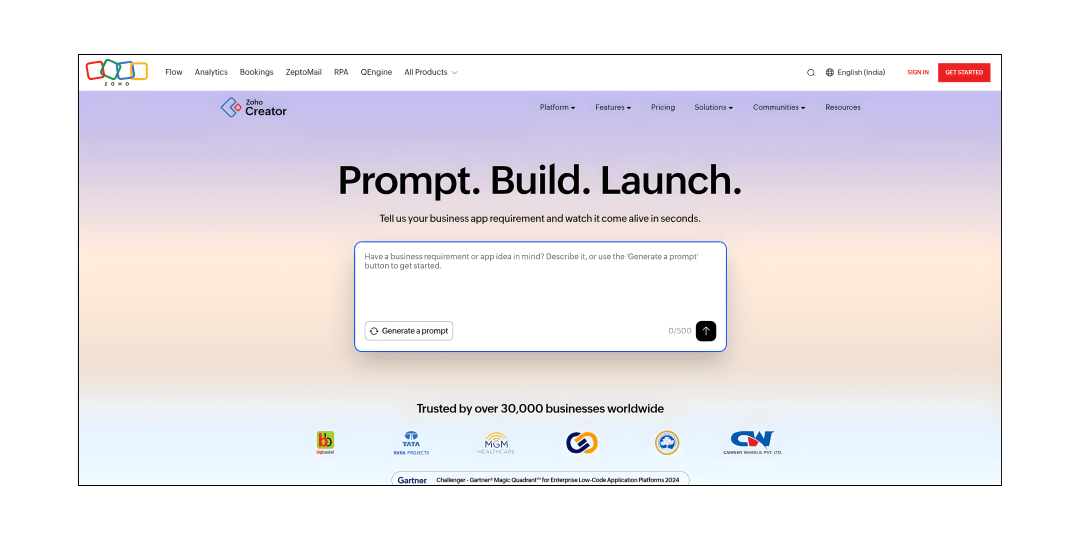 ZOHO
Flow Analytics Bookings ZeptoMail RPA QEngine All Products English (India) SIGN IN GET STARTED
Zoho
Creator
Platform Features Pricing Solutions Communities Resources
Prompt. Build. Launch.
Tell us your business app requirement and watch it come alive in seconds.
Have a business requirement or app idea in mind? Describe it, or use the 'Generate a prompt'
button to get started.
Generate a prompt 0/500
Trusted by over 30,000 businesses worldwide
bb
bigbasket
TATA
TATA PROJECTS
MGM
HEALTHCARE
CW
CARRIER WHEELS PVT. LTD.
Gartner Challenger - Gartner® Magic Quadrant™ for Enterprise Low-Code Application Platforms 2024